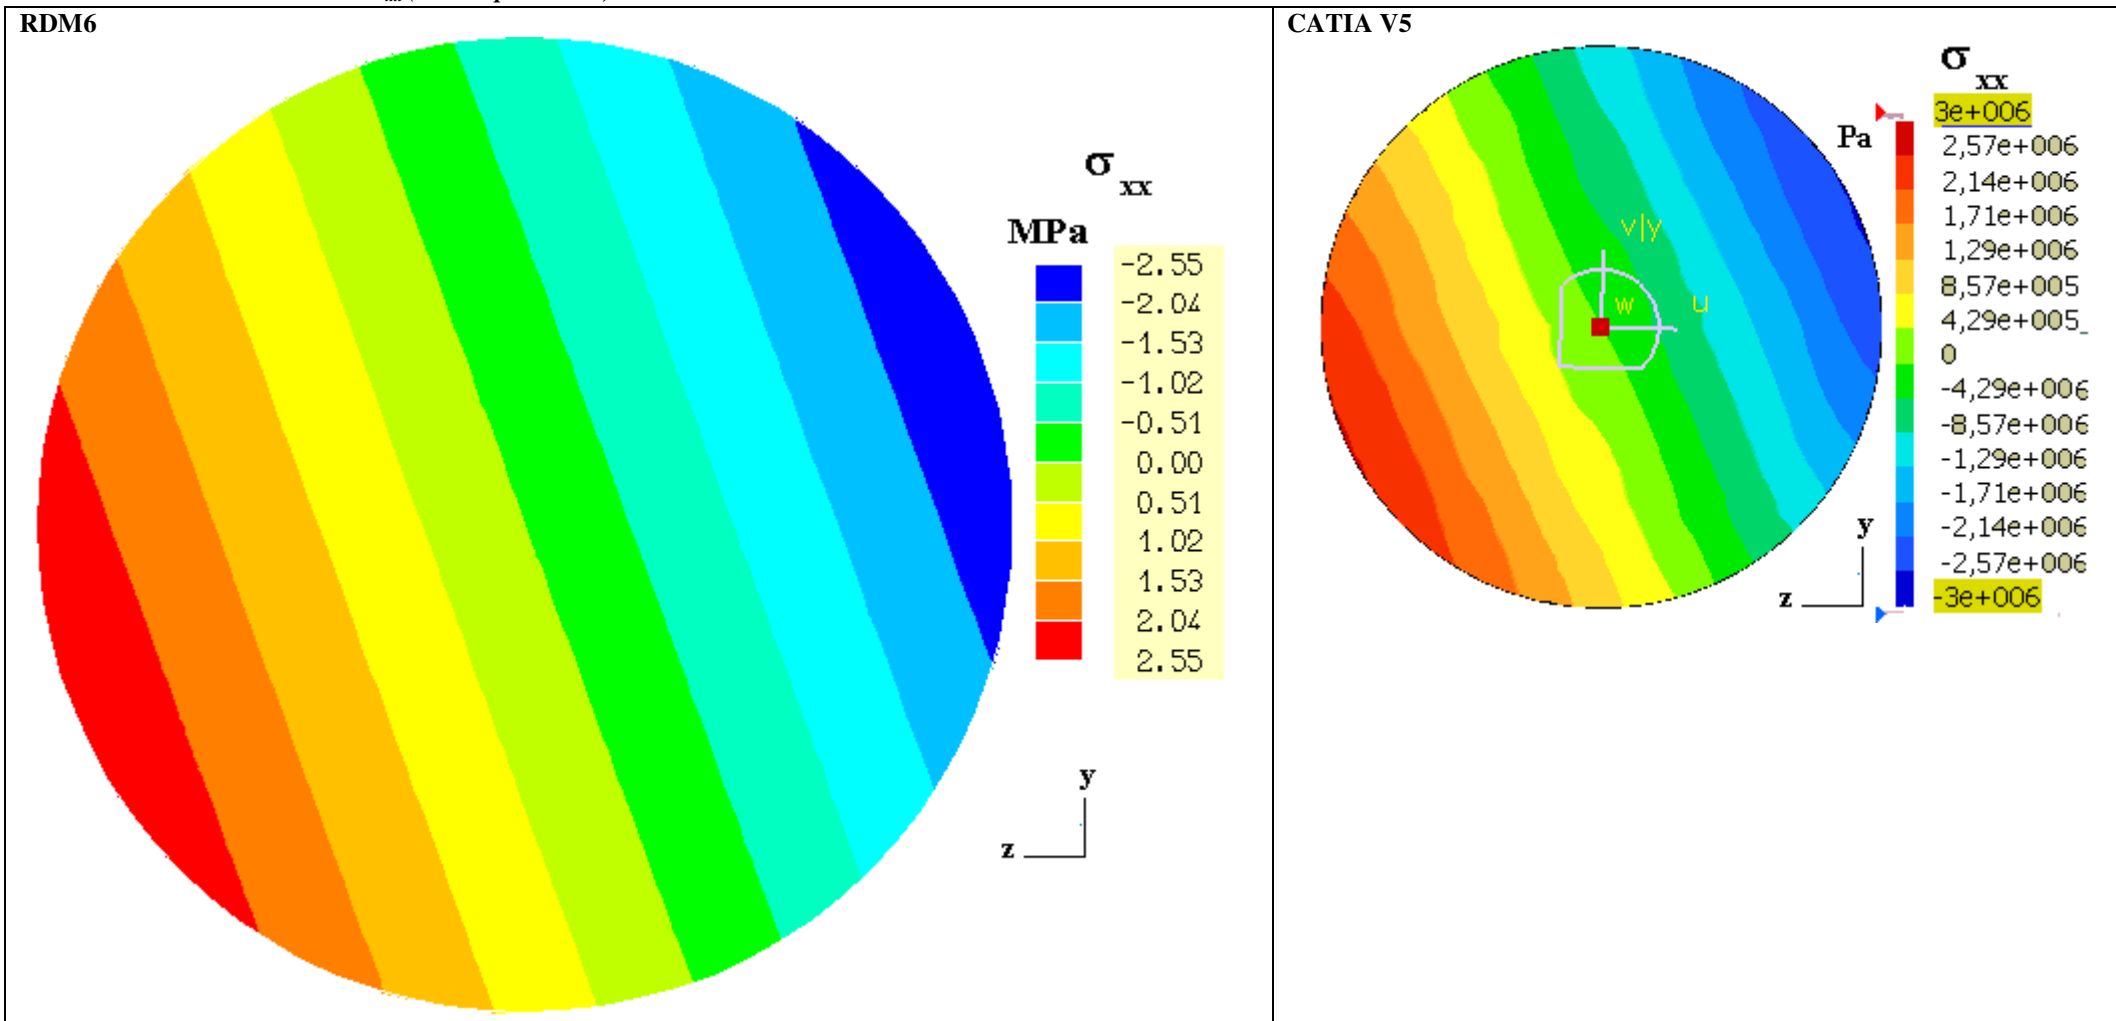 RDM6
σ xx
MPa
-2.55
-2.04
-1.53
-1.02
-0.51
0.00
0.51
1.02
1.53
2.04
2.55
y
z
CATIA V5
σ xx
Pa
3e+006
2,57e+006
2,14e+006
1,71e+006
1,29e+006
8,57e+005
4,29e+005
0
-4,29e+006
-8,57e+006
-1,29e+006
-1,71e+006
-2,14e+006
-2,57e+006
-3e+006
v|y
w u
y
z